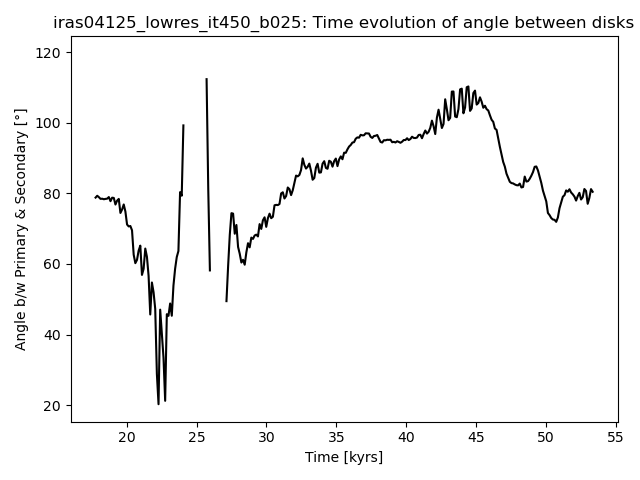 iras04125_lowres_it450_b025: Time evolution of angle between disks
120
100
80
60
40
20
Angle b/w Primary & Secondary [°]
20 25 30 35 40 45 50 55
Time [kyrs]